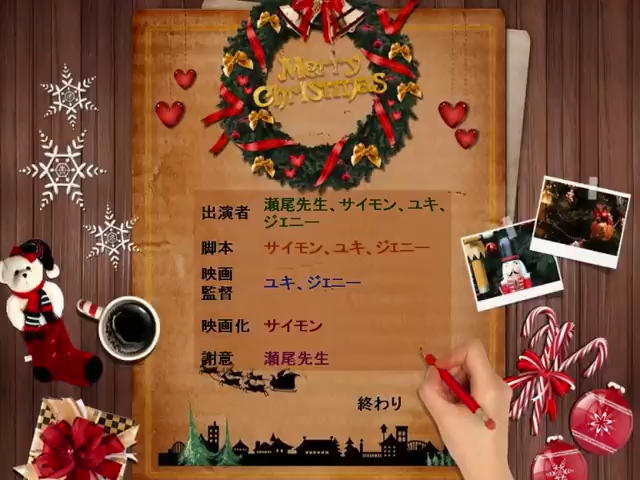 Merry
Christmas
出演者 瀬尾先生、サイモン、ユキ、
ジェニー
脚本 サイモン、ユキ、ジェニー
映画
監督 ユキ、ジェニー
映画化 サイモン
謝意 瀬尾先生
終わり